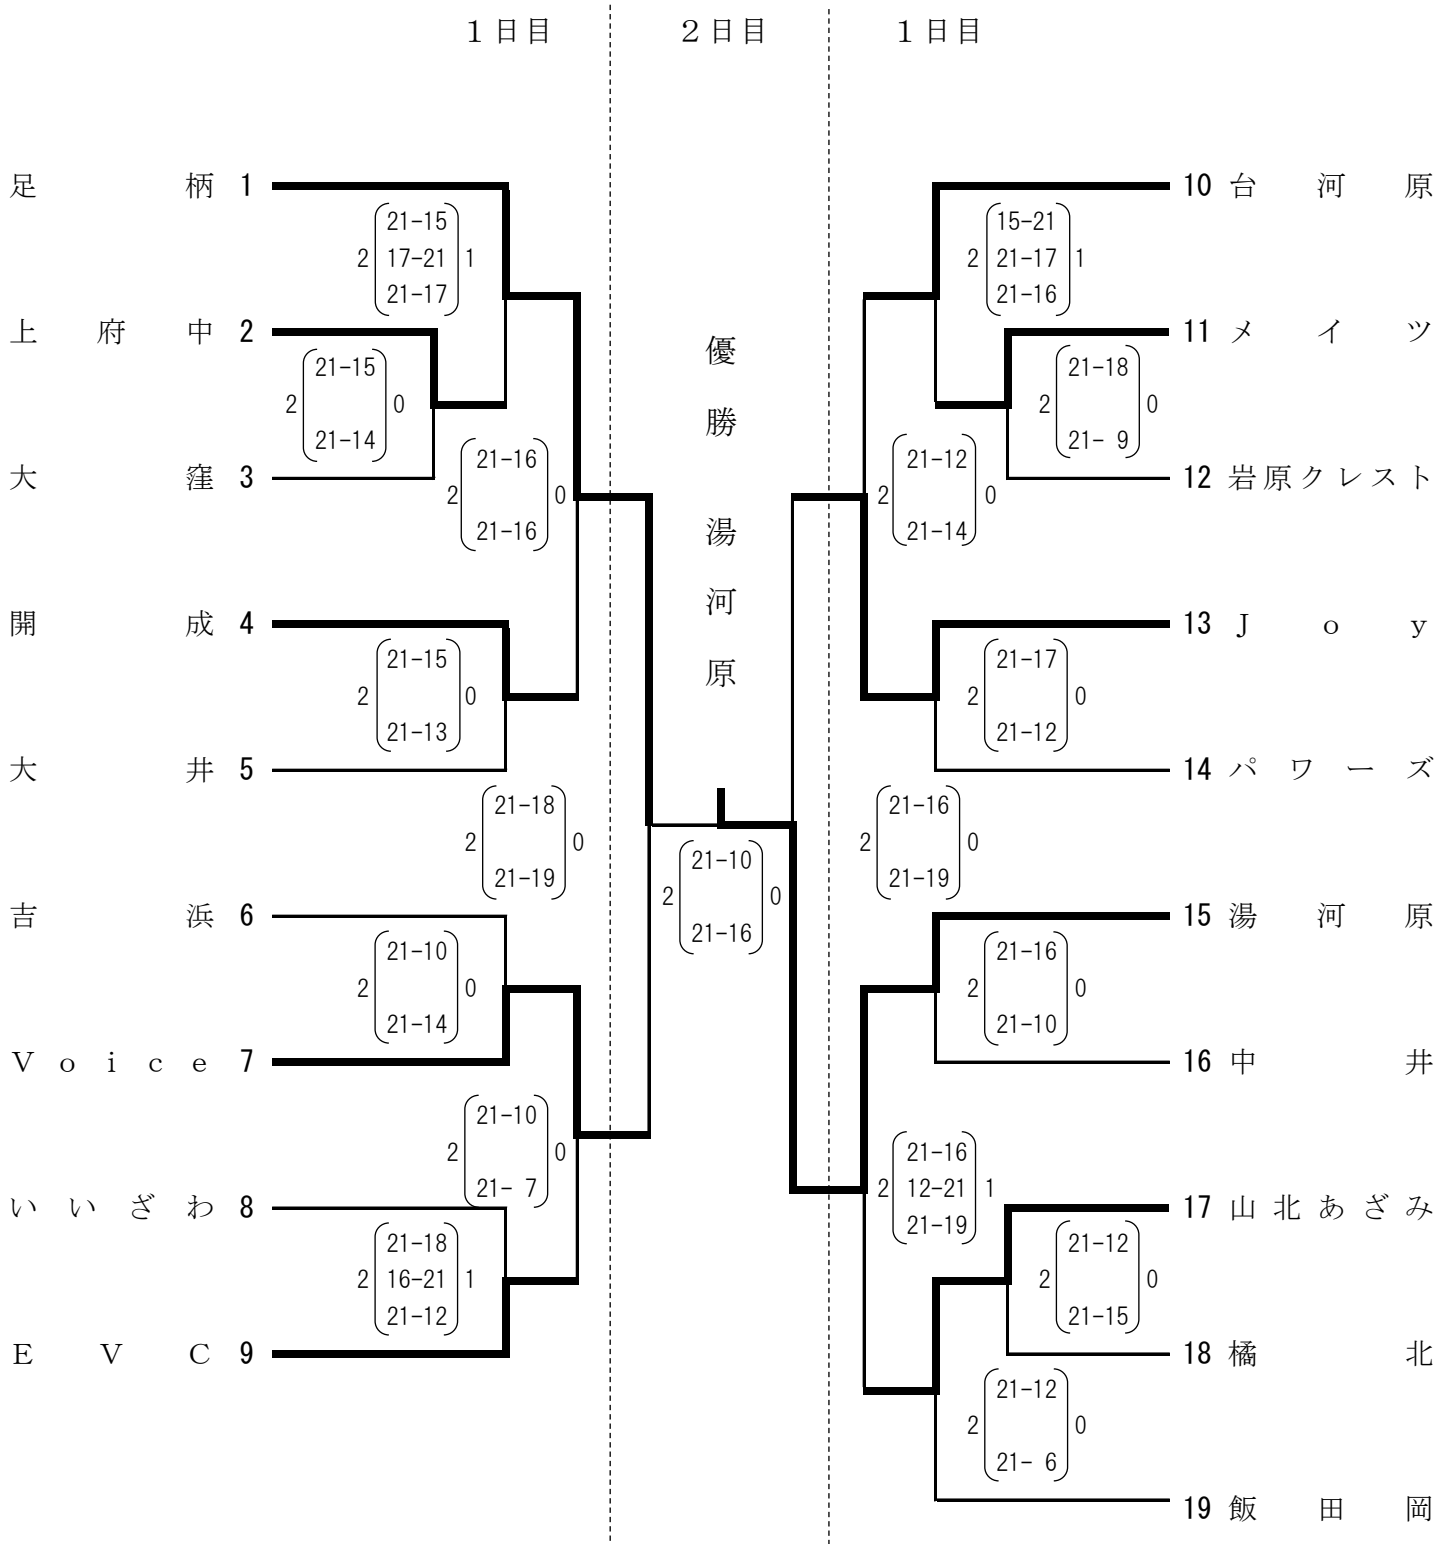 １日目 ２日目 １日目
足柄 1
21-15
2 17-21 1
21-17
上府中 2
21-15
2 0
21-14
大窪 3
21-16
2 0
21-16
開成 4
21-15
2 0
21-13
大井 5
21-18
2 0
21-19
吉浜 6
21-10
2 0
21-14
Ｖｏｉｃｅ 7
21-10
2 0
21- 7
いいざわ 8
21-18
2 16-21 1
21-12
ＥＶＣ 9
優勝 湯河原
21-10
2 0
21-16
10 台河原
15-21
2 21-17 1
21-16
11 メイツ
21-18
2 0
21- 9
12 岩原クレスト
21-12
2 0
21-14
13 Ｊｏｙ
21-17
2 0
21-12
14 パワーズ
21-16
2 0
21-19
15 湯河原
21-16
2 0
21-10
16 中井
21-16
2 12-21 1
21-19
17 山北あざみ
21-12
2 0
21-15
18 橘北
21-12
2 0
21- 6
19 飯田岡